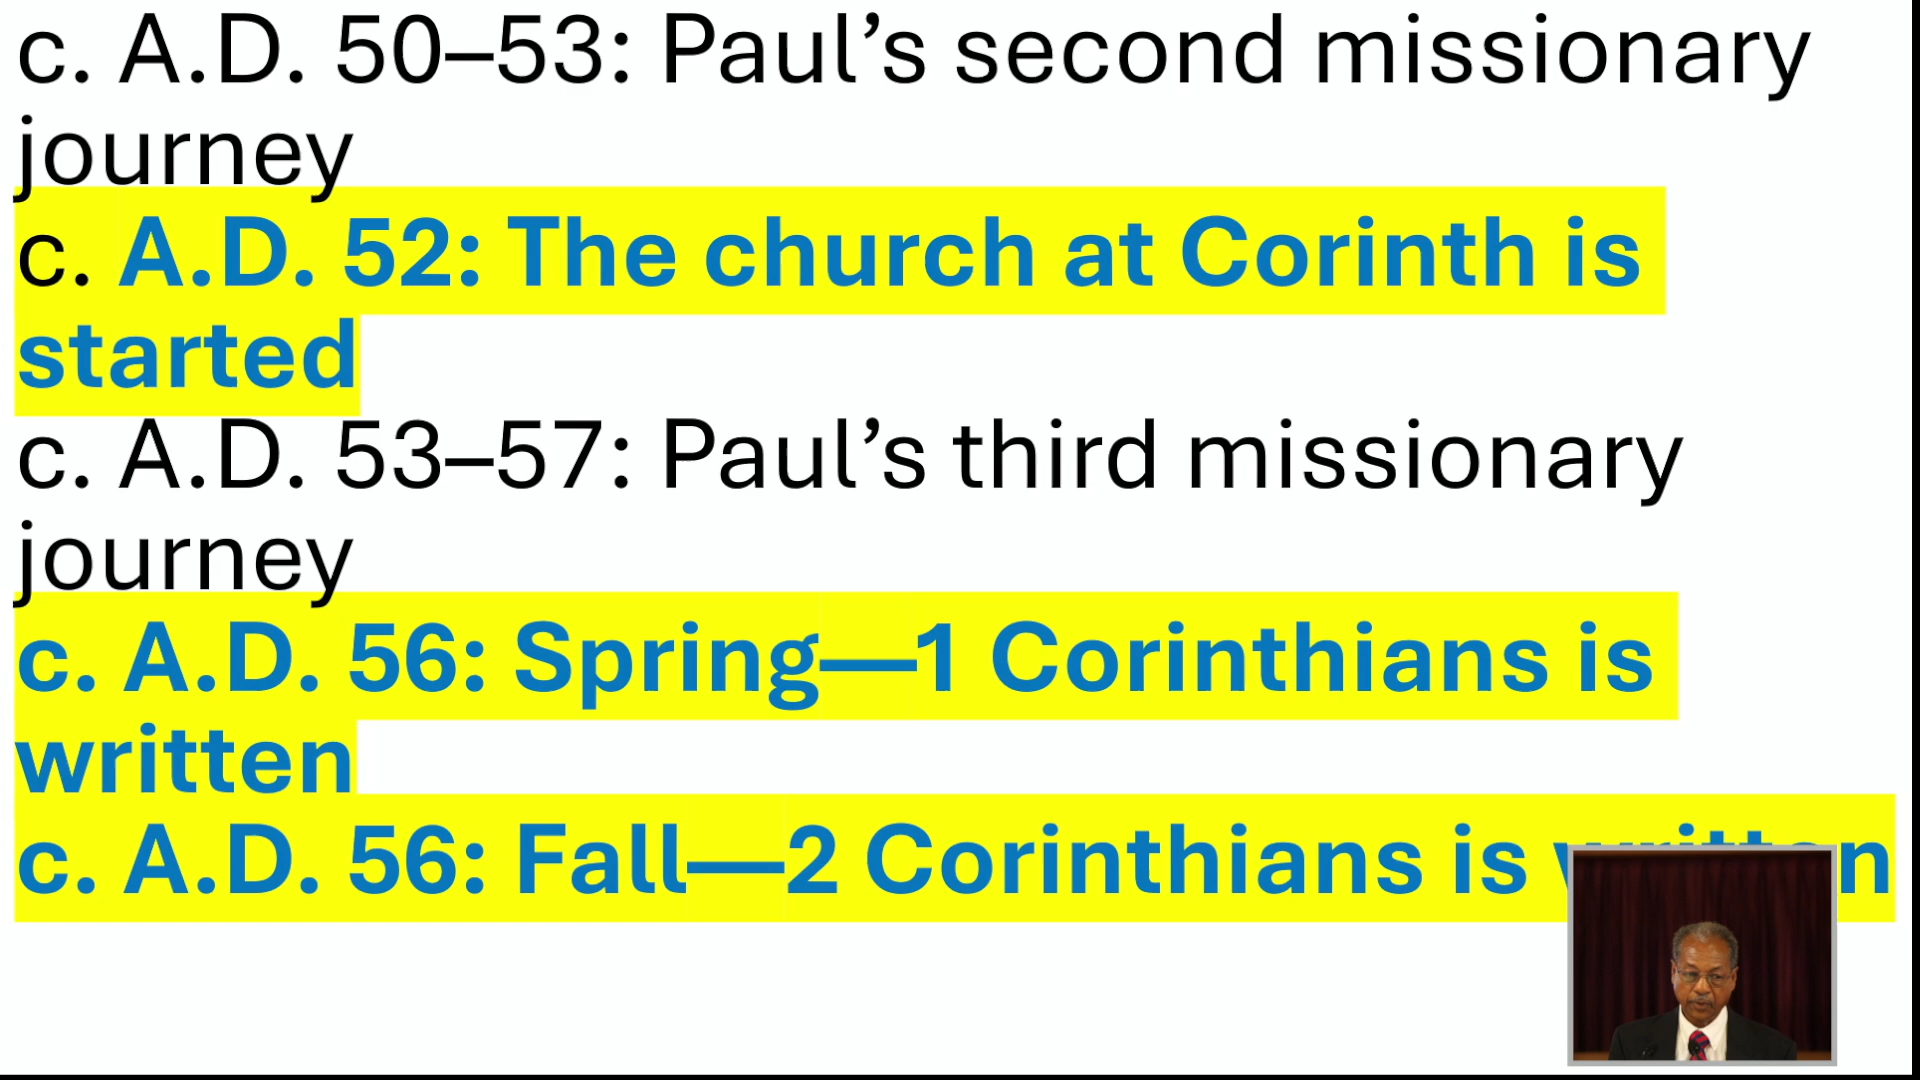 c. A.D. 50–53: Paul’s second missionary
journey
c. A.D. 52: The church at Corinth is
started
c. A.D. 53–57: Paul’s third missionary
journey
c. A.D. 56: Spring—1 Corinthians is
written
c. A.D. 56: Fall—2 Corinthians is written